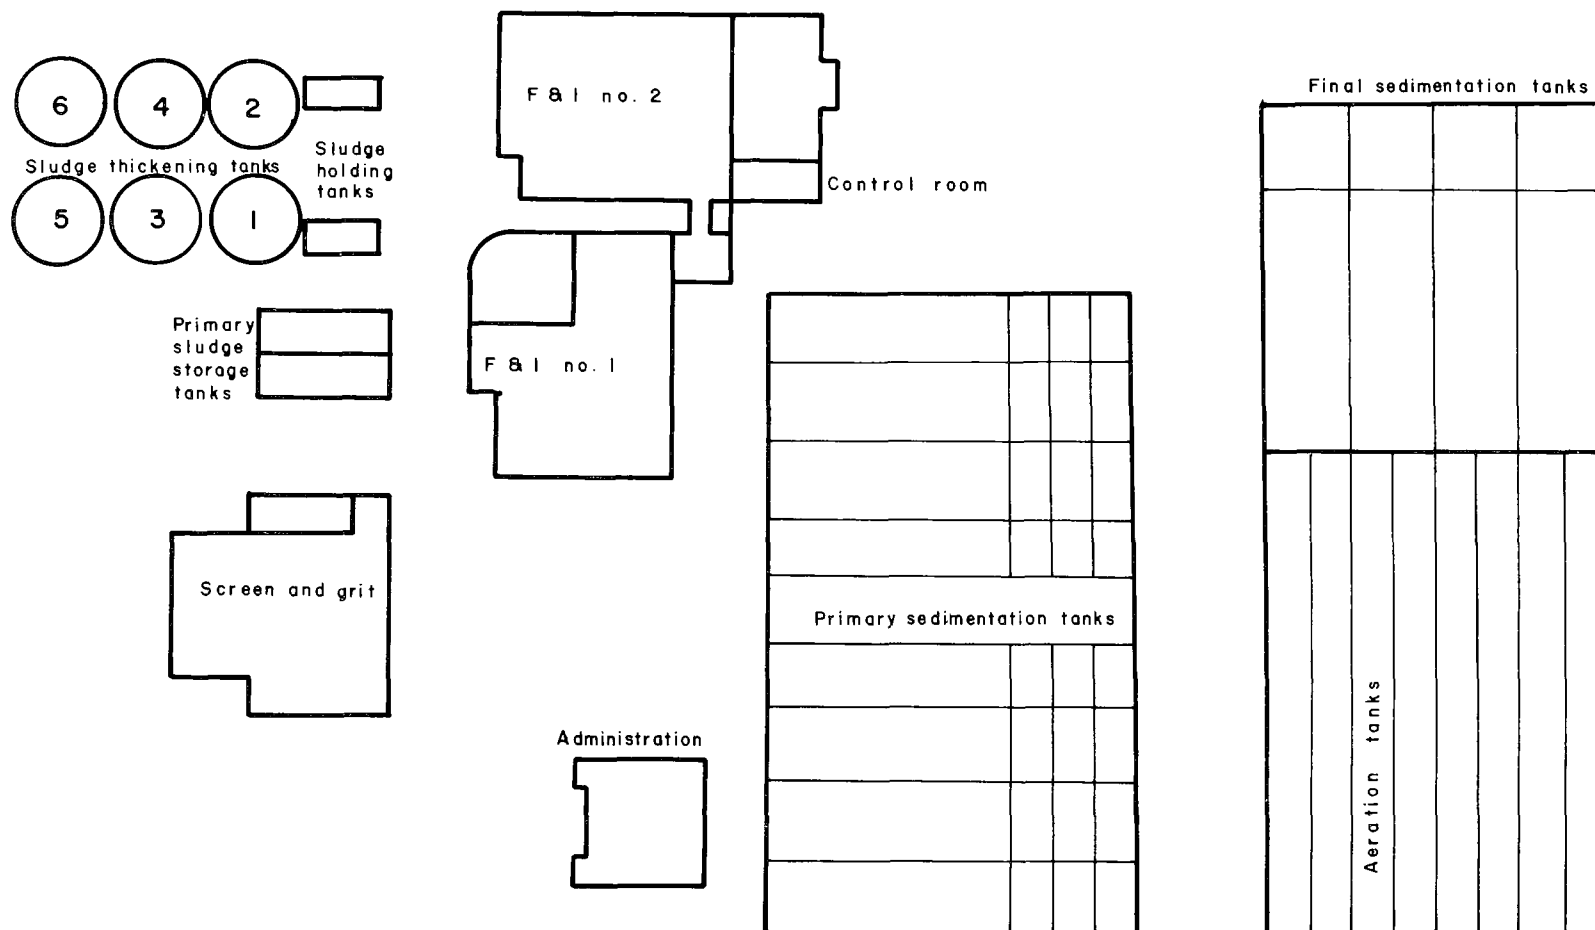 Final sedimentation tanks
F & I no. 2
6
4
2
Sludge thickening tanks
Sludge
holding
tanks
Control room
5
3
1
Primary
sludge
storage
tanks
F & I no. 1
Screen and grit
Primary sedimentation tanks
Administration
Aeration tanks